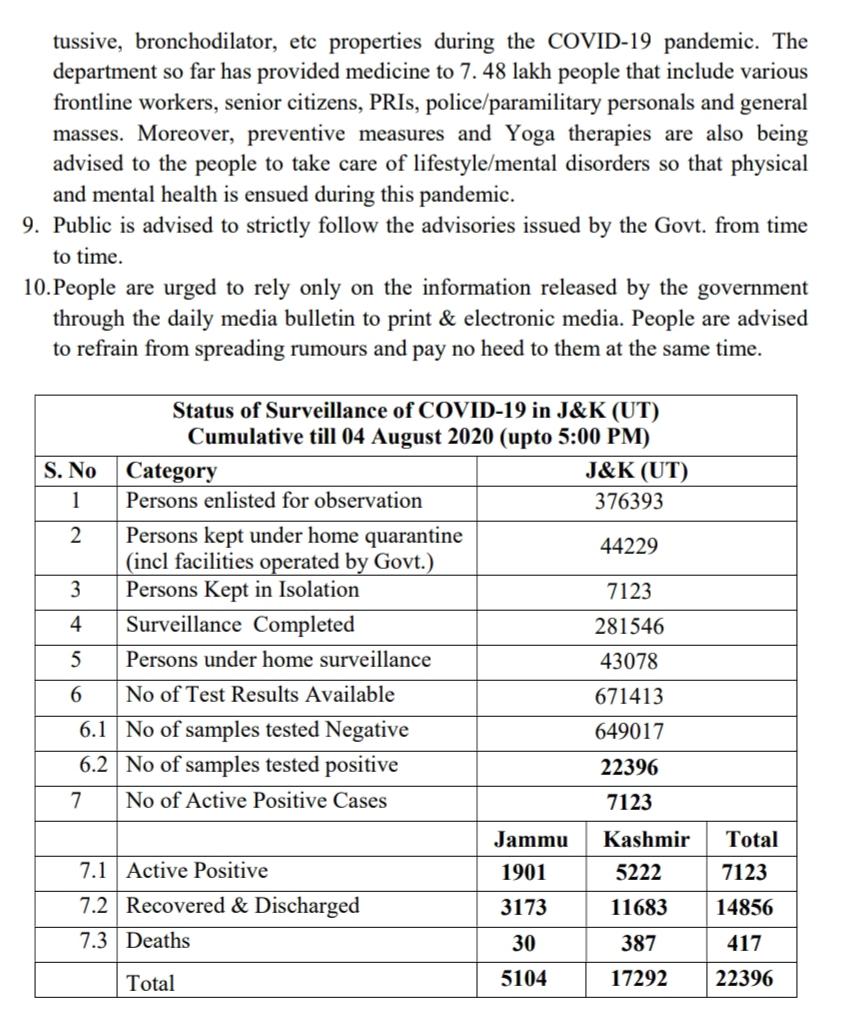 tussive, bronchodilator, etc properties during the COVID-19 pandemic. The
department so far has provided medicine to 7. 48 lakh people that include various
frontline workers, senior citizens, PRIs, police/paramilitary personals and general
masses. Moreover, preventive measures and Yoga therapies are also being
advised to the people to take care of lifestyle/mental disorders so that physical
and mental health is ensued during this pandemic.
9. Public is advised to strictly follow the advisories issued by the Govt. from time
to time.
10.People are urged to rely only on the information released by the government
through the daily media bulletin to print & electronic media. People are advised
to refrain from spreading rumours and pay no heed to them at the same time.
Status of Surveillance of COVID-19 in J&K (UT)
Cumulative till 04 August 2020 (upto 5:00 PM)
S. No Category J&K (UT)
1 Persons enlisted for observation 376393
2 Persons kept under home quarantine
(incl facilities operated by Govt.) 44229
3 Persons Kept in Isolation 7123
4 Surveillance Completed 281546
5 Persons under home surveillance 43078
6 No of Test Results Available 671413
6.1 No of samples tested Negative 649017
6.2 No of samples tested positive 22396
7 No of Active Positive Cases 7123
Jammu Kashmir Total
7.1 Active Positive 1901 5222 7123
7.2 Recovered & Discharged 3173 11683 14856
7.3 Deaths 30 387 417
Total 5104 17292 22396